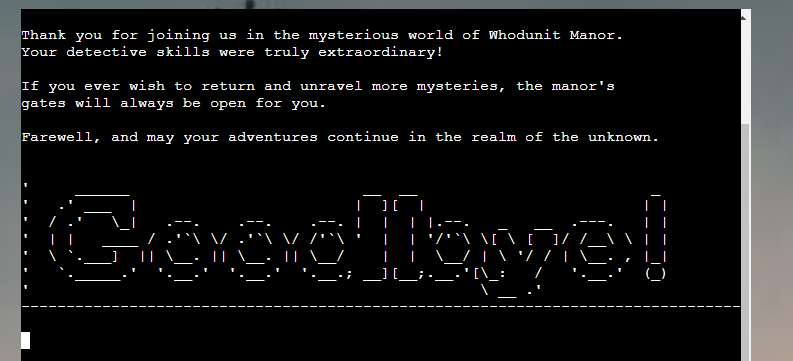 Thank you for joining us in the mysterious world of Whodunit Manor.
Your detective skills were truly extraordinary!
If you ever wish to return and unravel more mysteries, the manor's
gates will always be open for you.
Farewell, and may your adventures continue in the realm of the unknown.
Goodbye!